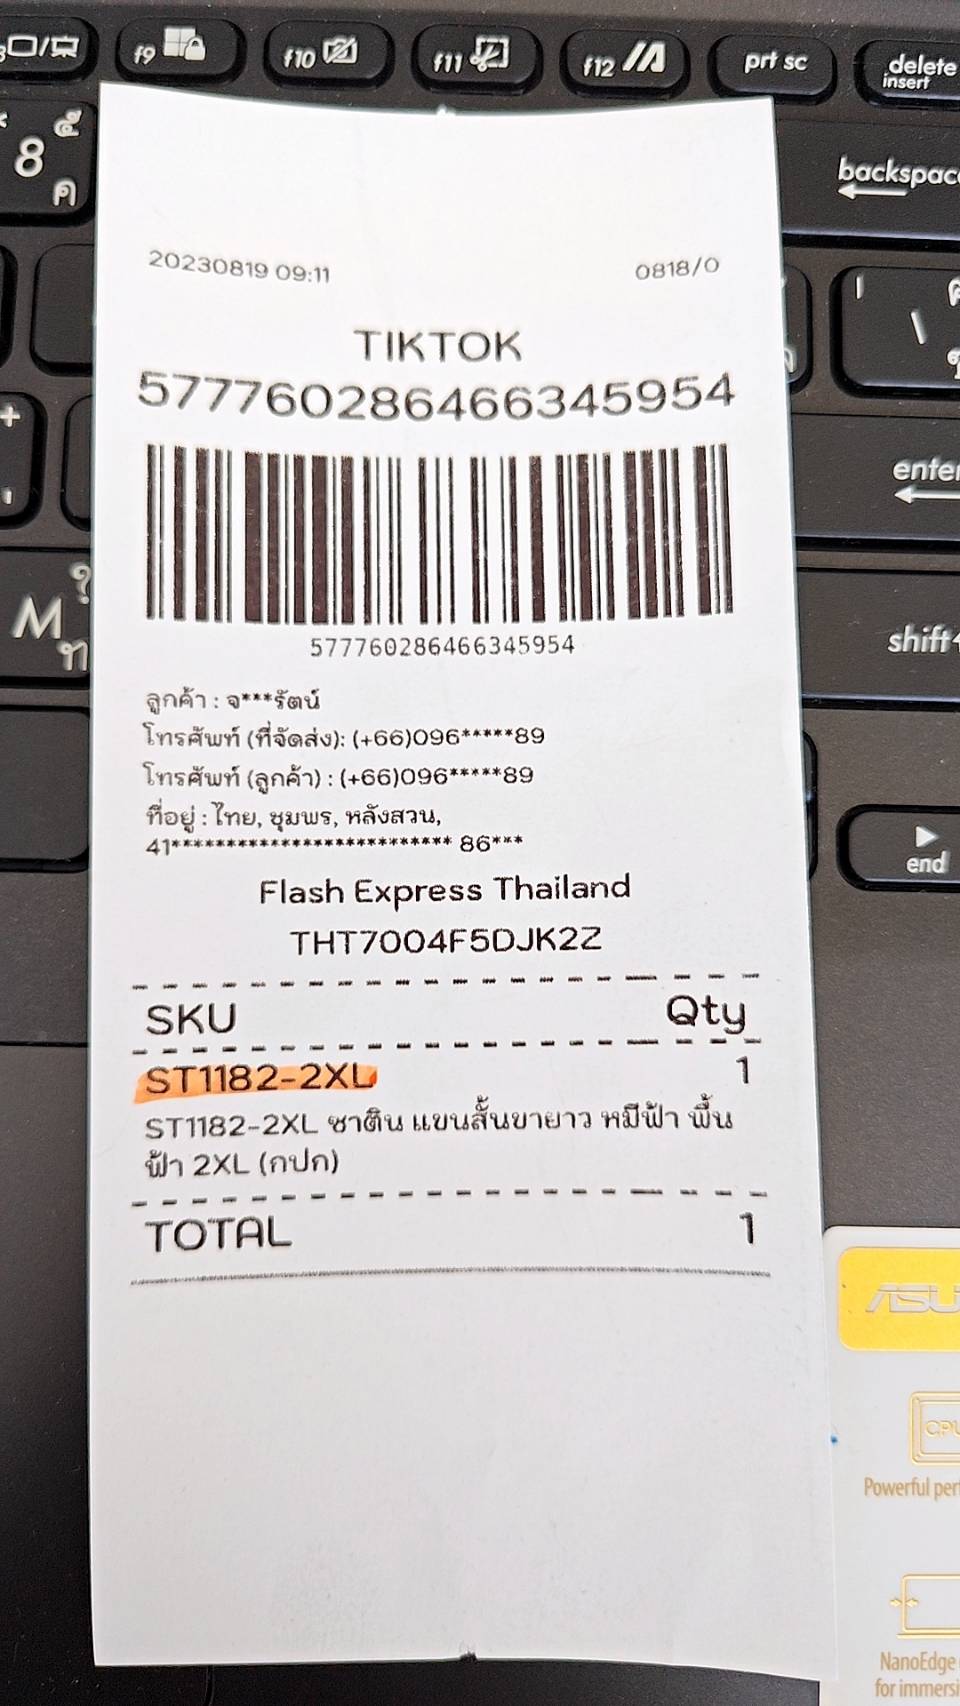 f9
f10
f11
f12
prt sc
delete
insert
8
ค
backspac
20230819 09:11
0818/0
TIKTOK
577760286466345954
577760286466345954
+
enter
M
?
ท
shift
ลูกค้า : จ***รัตน์
โทรศัพท์ (ที่จัดส่ง): (+66)096*****89
โทรศัพท์ (ลูกค้า) : (+66)096*****89
ที่อยู่ : ไทย, ชุมพร, หลังสวน,
41************************** 86***
end
Flash Express Thailand
THT7004F5DJK2Z
SKU Qty
ST1182-2XL 1
ST1182-2XL ซาติน แขนสั้นขายาว หมีฟ้า พื้น
ฟ้า 2XL (กปก)
TOTAL 1
ASU
CPU
Powerful per
NanoEdge
for immersi